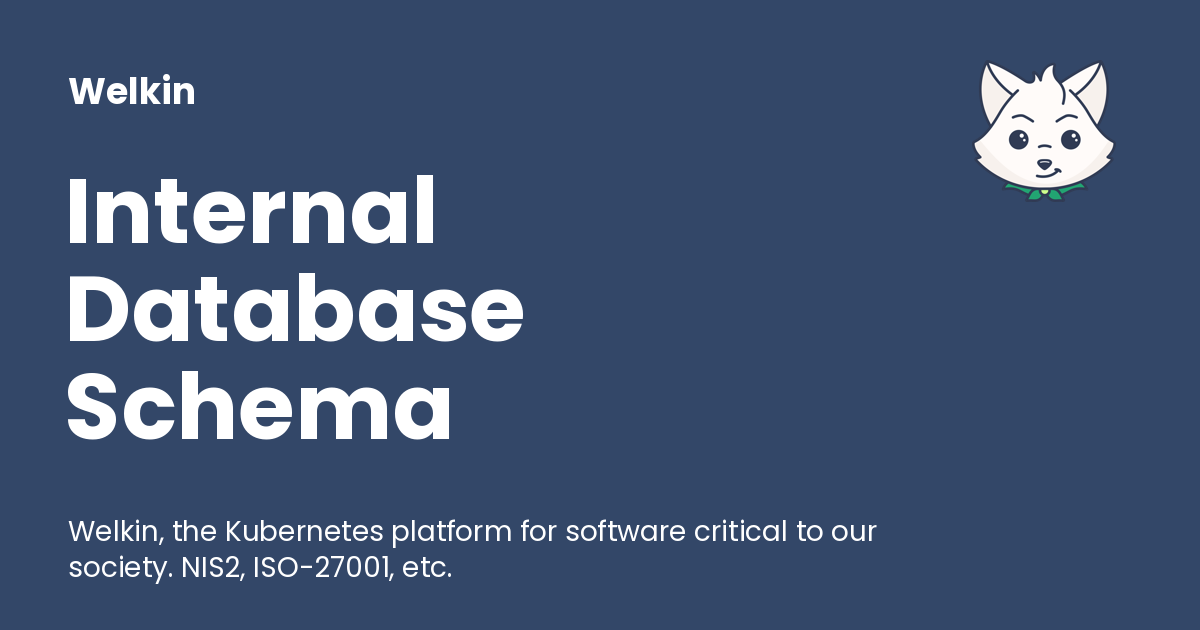 Welkin
Internal
Database
Schema
Welkin, the Kubernetes platform for software critical to our
society. NIS2, ISO-27001, etc.